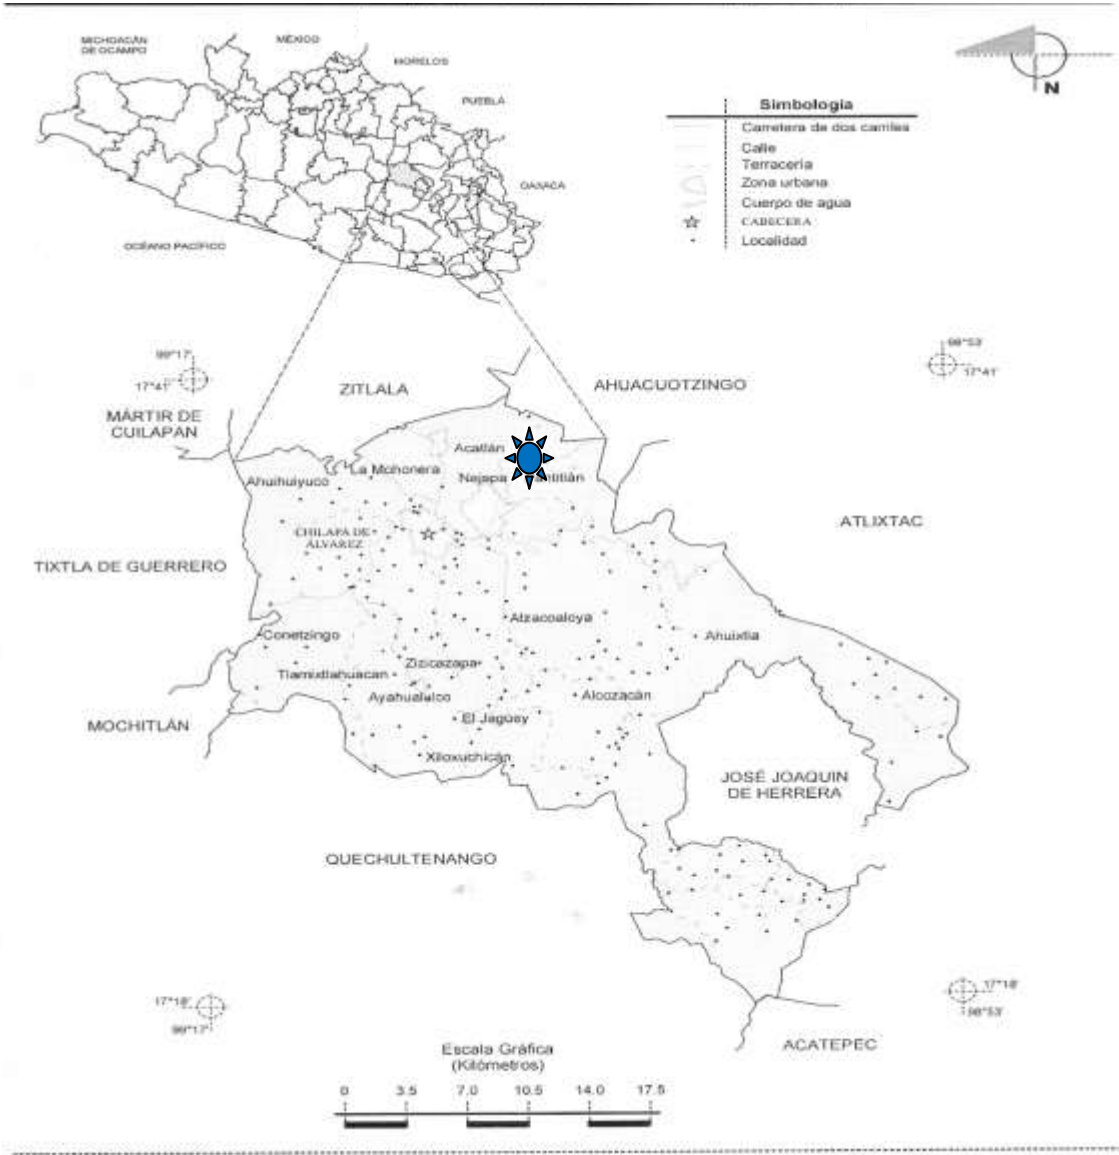 MICHOACÁN
DE OCAMPO
MÉXICO
MORELOS
PUEBLA
OAXACA
OCÉANO PACÍFICO
N
Simbología
Carretera de dos carriles
Calle
Terracería
Zona urbana
Cuerpo de agua
CABECERA
Localidad
99°17'
17°41'
98°53'
17°41'
ZITLALA
AHUACUOTZINGO
MÁRTIR DE
CUILAPAN
Acatlán
La Mohonera
Nejapa
antitlán
Ahuihuiyuco
ATLIXTAC
CHILAPA DE
ÁLVAREZ
TIXTLA DE GUERRERO
Atzacoaloya
Conetzingo
Ahuixtla
Zizicazapa
Tlamixtlahuacan
Ayahualulco
Alcozacán
El Jagüey
MOCHITLÁN
Xiloxuchicán
JOSÉ JOAQUIN
DE HERRERA
QUECHULTENANGO
17°18'
99°17'
17°18'
98°53'
ACATEPEC
Escala Gráfica
(Kilómetros)
0 3.5 7.0 10.5 14.0 17.5